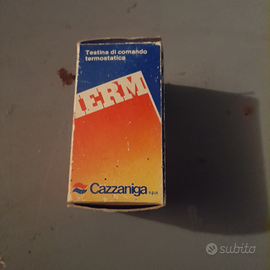 Testina di comando
termostatica
TERM
Cazzaniga s.p.a.
subito